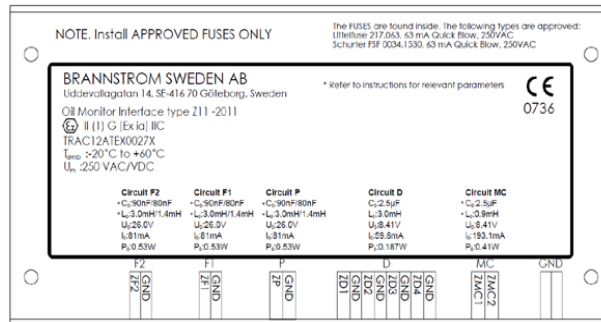 NOTE. Install APPROVED FUSES ONLY
The FUSES are found inside. The following types are approved:
Littelfuse 217.063, 63 mA Quick Blow, 250VAC
Schurter FSF 0034.1530, 63 mA Quick Blow, 250VAC
BRANNSTROM SWEDEN AB
Uddevallagatan 14, SE-416 70 Göteborg, Sweden
* Refer to instructions for relevant parameters
CE
0736
Oil Monitor Interface type Z11 -2011
Ex II (1) G [Ex ia] IIC
TRAC12ATEX0027X
Tamb :-20°C to +60°C
Um :250 VAC/VDC
Circuit F2 Circuit F1 Circuit P Circuit D Circuit MC
*C₀:90nF/80nF *C₀:90nF/80nF *C₀:90nF/80nF C₀:2.5µF *C₀:2.5µF
*L₀:3.0mH/1.4mH *L₀:3.0mH/1.4mH *L₀:3.0mH/1.4mH L₀:3.0mH *L₀:0.9mH
U₀:26.0V U₀:26.0V U₀:26.0V U₀:8.41V U₀:8.41V
I₀:81mA I₀:81mA I₀:81mA I₀:193.1mA
P₀:0.53W P₀:0.53W P₀:0.53W P₀:0.187W P₀:0.41W
F2 F1 P D MC GND
ZF2 GND ZF1 GND ZP GND ZD1 GND ZD2 GND ZD3 GND ZD4 GND ZMC1 ZMC2